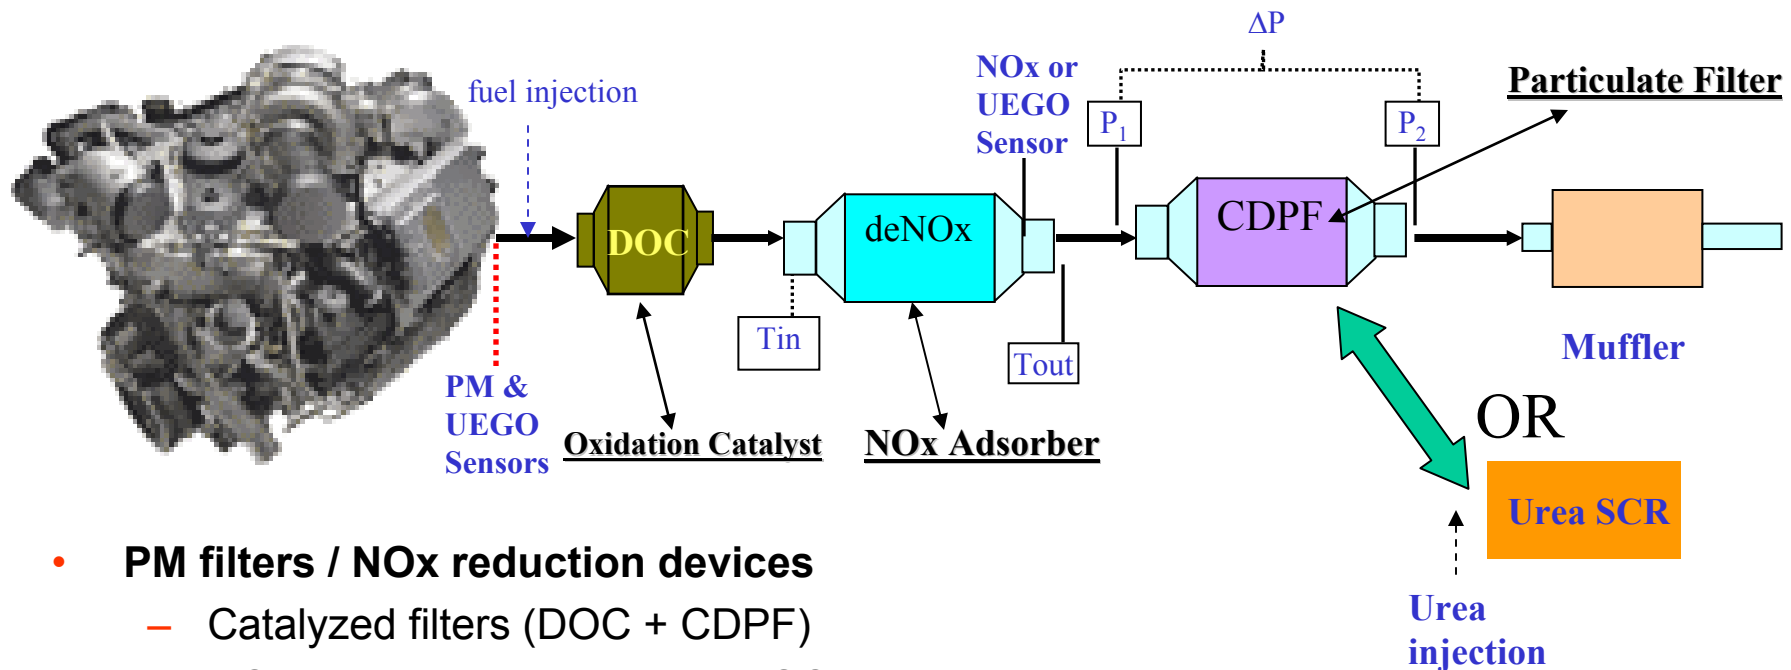 ΔP
NOx or
UEGO
Sensor
Particulate Filter
fuel injection
P1
P2
DOC
deNOx
CDPF
Tin
Tout
Muffler
PM &
UEGO
Sensors
Oxidation Catalyst
NOx Adsorber
OR
Urea SCR
Urea
injection
• PM filters / NOx reduction devices
– Catalyzed filters (DOC + CDPF)